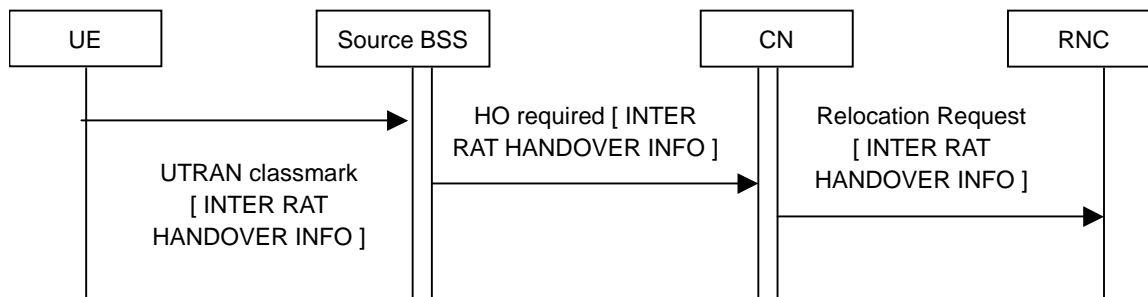 UE
Source BSS
CN
RNC
HO required [ INTER
RAT HANDOVER INFO ]
Relocation Request
[ INTER RAT
HANDOVER INFO ]
UTRAN classmark
[ INTER RAT
HANDOVER INFO ]